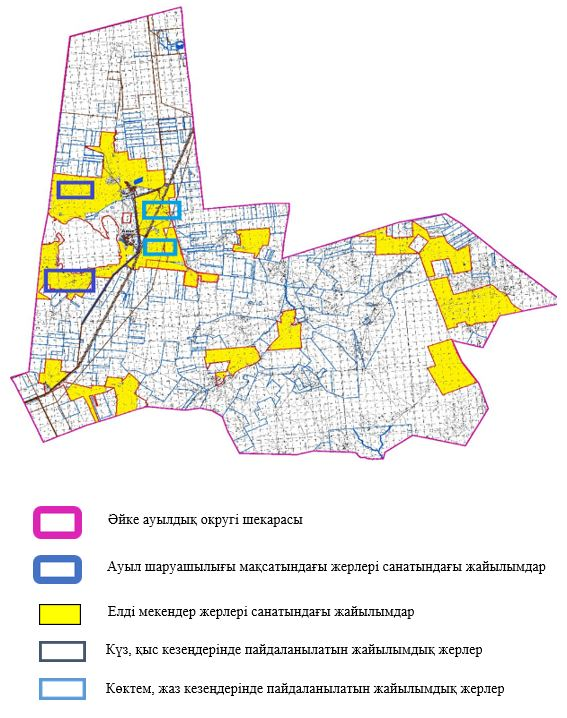 Әйке ауылдық округі шекарасы
Ауыл шаруашылығы мақсатындағы жерлері санатындағы жайылымдар
Елді мекендер жерлері санатындағы жайылымдар
Күз, қыс кезеңдерінде пайдаланылатын жайылымдық жерлер
Көктем, жаз кезеңдерінде пайдаланылатын жайылымдық жерлер